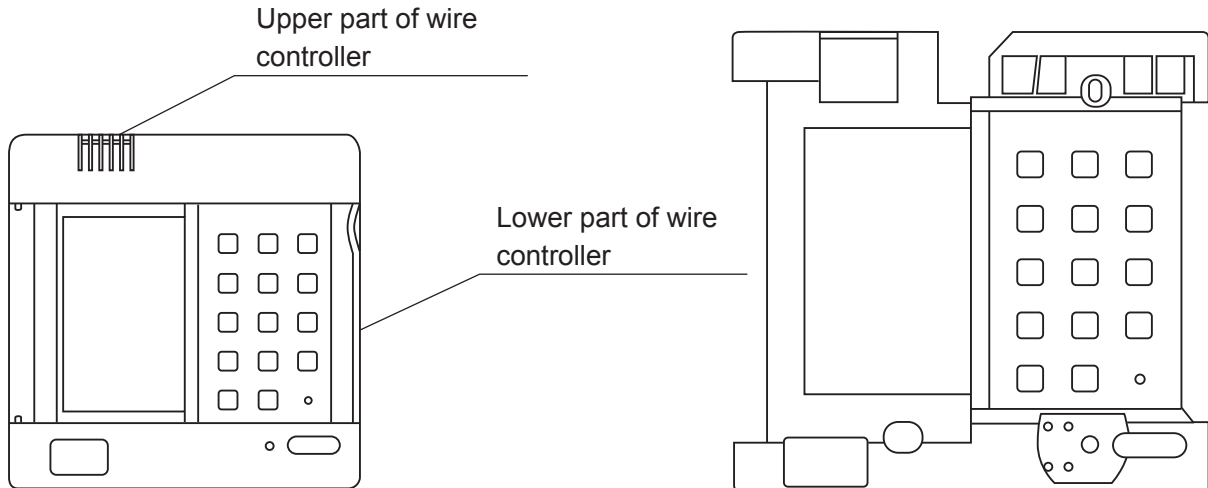 Upper part of wire
controller
Lower part of wire
controller